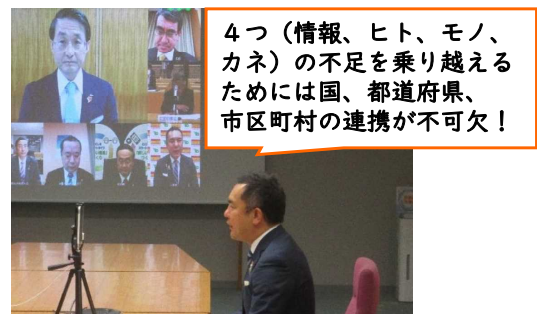 ４つ（情報、ヒト、モノ、
カネ）の不足を乗り越える
ためには国、都道府県、
市区町村の連携が不可欠！